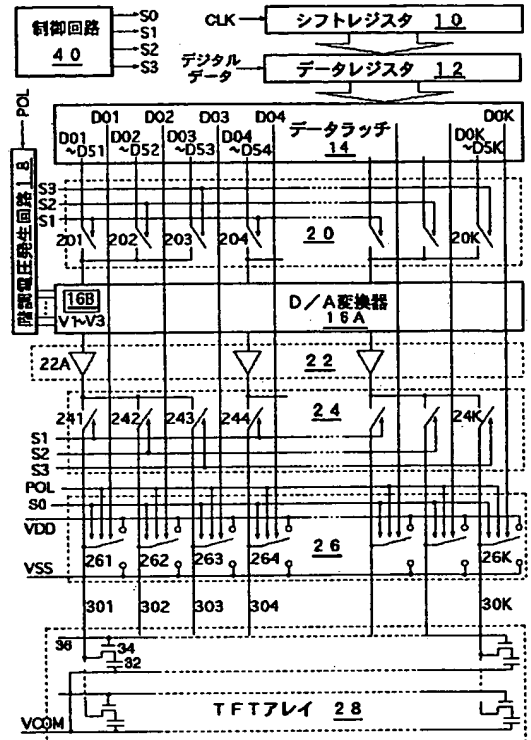 制御回路
40
S0
S1
S2
S3
CLK
シフトレジスタ 10
デジタル
データ
データレジスタ 12
POL
階調電圧発生回路 18
D01 D02 D03 D04 D0K
D01 D02 D03 D04 D0K
~D51 ~D52 ~D53 ~D54 ~D5K
データラッチ
14
S3
S2
S1
201 202 203 204 20 20K
16B
V1~V3
D/A変換器
16A
22A 22
241 242 243 244 24 24K
S1
S2
S3
POL
S0
VDD
261 262 263 264 26 26K
VSS
301 302 303 304 30K
36
34
32
TFTアレイ 28
VCOM